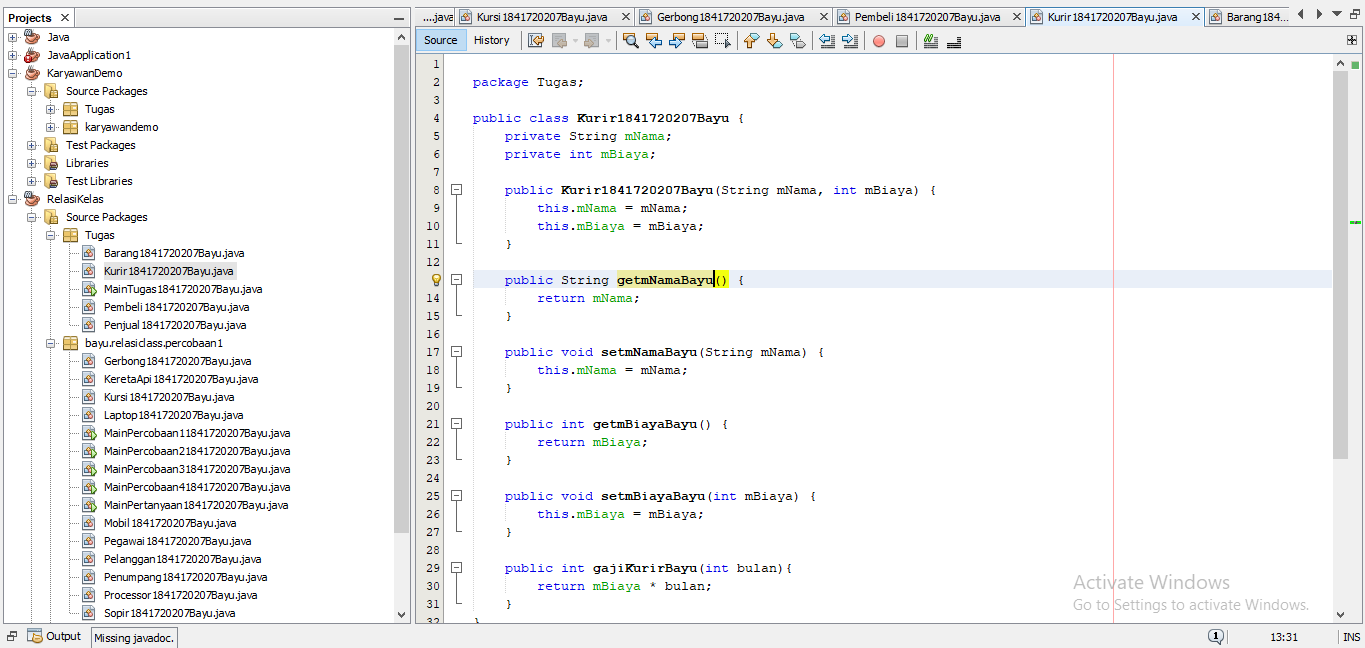 Projects
Java
JavaApplication1
KaryawanDemo
Source Packages
Tugas
karyawandemo
Test Packages
Libraries
Test Libraries
RelasiKelas
Source Packages
Tugas
Barang1841720207Bayu.java
Kurir1841720207Bayu.java
MainTugas1841720207Bayu.java
Pembeli1841720207Bayu.java
Penjual1841720207Bayu.java
bayu.relasiclass.percobaan1
Gerbong1841720207Bayu.java
KeretaApi1841720207Bayu.java
Kursi1841720207Bayu.java
Laptop1841720207Bayu.java
MainPercobaan11841720207Bayu.java
MainPercobaan21841720207Bayu.java
MainPercobaan31841720207Bayu.java
MainPercobaan41841720207Bayu.java
MainPertanyaan1841720207Bayu.java
Mobil1841720207Bayu.java
Pegawai1841720207Bayu.java
Pelanggan1841720207Bayu.java
Penumpang1841720207Bayu.java
Processor1841720207Bayu.java
Sopir1841720207Bayu.java
....java Kursi1841720207Bayu.java Gerbong1841720207Bayu.java Pembeli1841720207Bayu.java Kurir1841720207Bayu.java Barang184...
Source History
1
2 package Tugas;
3
4 public class Kurir1841720207Bayu {
5 private String mNama;
6 private int mBiaya;
7
8 public Kurir1841720207Bayu(String mNama, int mBiaya) {
9 this.mNama = mNama;
10 this.mBiaya = mBiaya;
11 }
12
public String getmNamaBayu() {
14 return mNama;
15 }
16
17 public void setmNamaBayu(String mNama) {
18 this.mNama = mNama;
19 }
20
21 public int getmBiayaBayu() {
22 return mBiaya;
23 }
24
25 public void setmBiayaBayu(int mBiaya) {
26 this.mBiaya = mBiaya;
27 }
28
29 public int gajiKurirBayu(int bulan){
30 return mBiaya * bulan;
31 }
32 }
Activate Windows
Go to Settings to activate Windows.
Output Missing javadoc. 1 13:31 INS